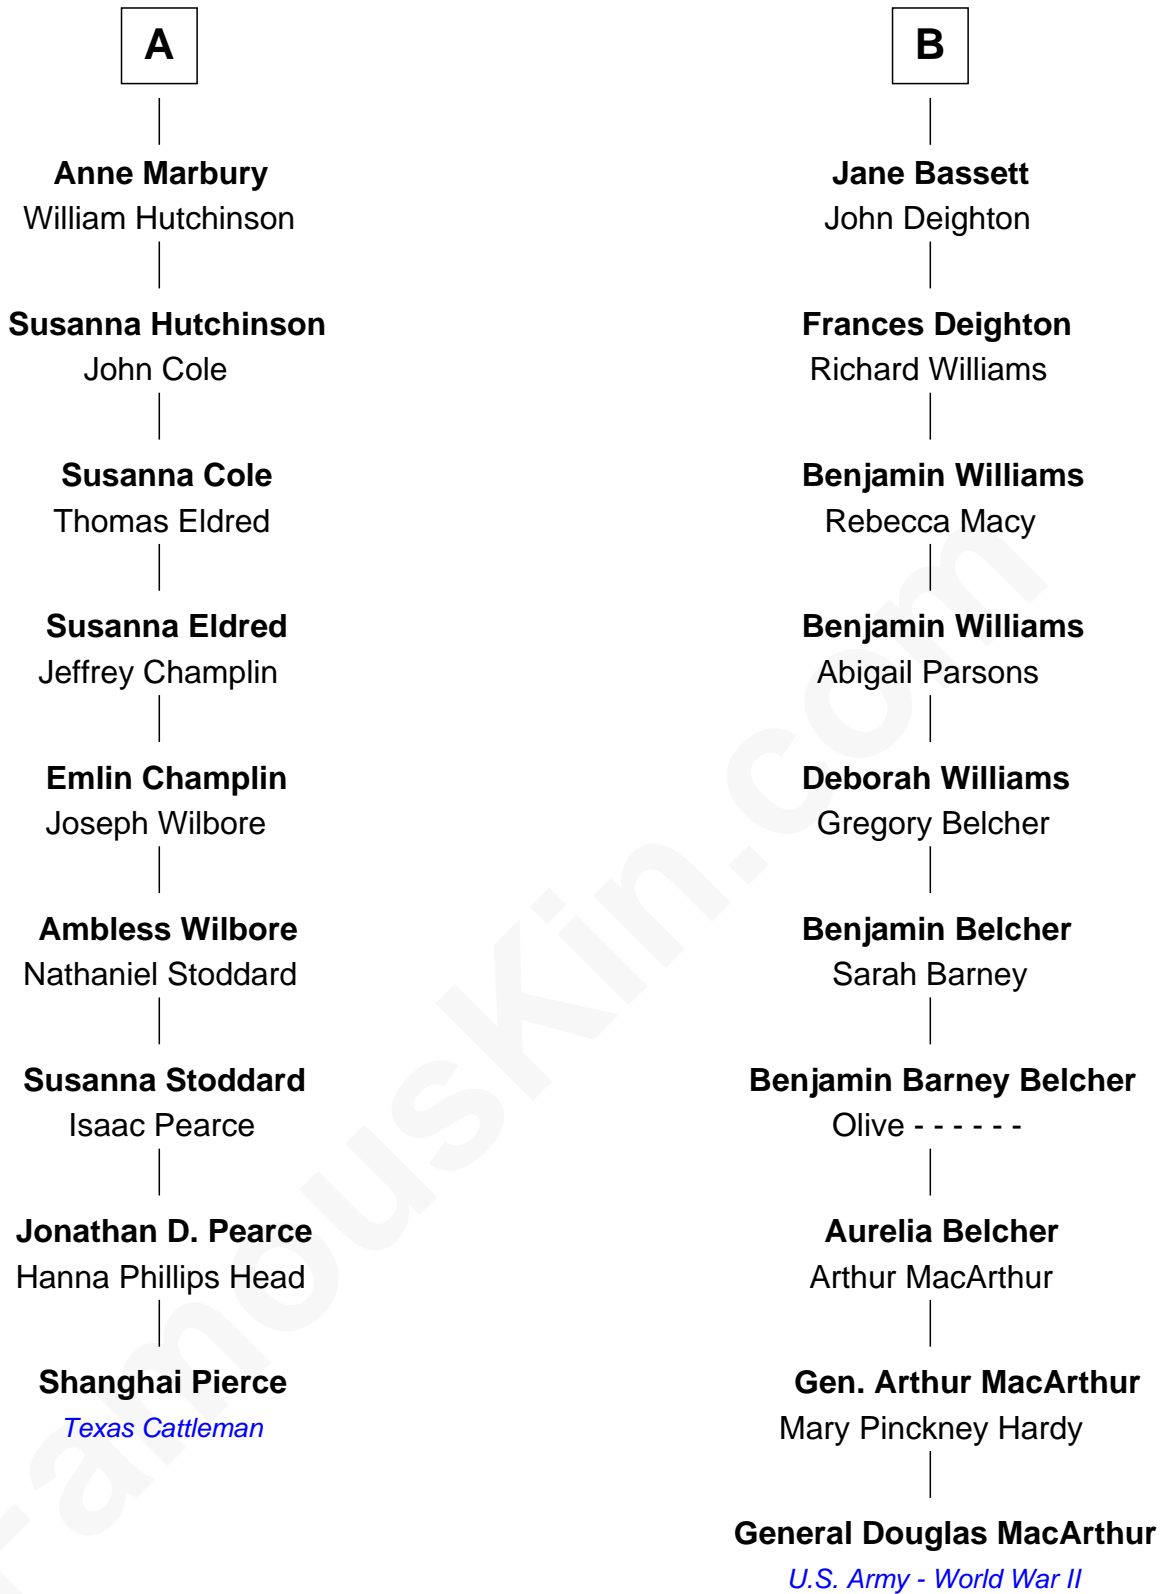 A
Anne Marbury
William Hutchinson
Susanna Hutchinson
John Cole
Susanna Cole
Thomas Eldred
Susanna Eldred
Jeffrey Champlin
Emlin Champlin
Joseph Wilbore
Ambless Wilbore
Nathaniel Stoddard
Susanna Stoddard
Isaac Pearce
Jonathan D. Pearce
Hanna Phillips Head
Shanghai Pierce
Texas Cattleman
B
Jane Bassett
John Deighton
Frances Deighton
Richard Williams
Benjamin Williams
Rebecca Macy
Benjamin Williams
Abigail Parsons
Deborah Williams
Gregory Belcher
Benjamin Belcher
Sarah Barney
Benjamin Barney Belcher
Olive - - - - - -
Aurelia Belcher
Arthur MacArthur
Gen. Arthur MacArthur
Mary Pinckney Hardy
General Douglas MacArthur
U.S. Army - World War II
FamousKin.com